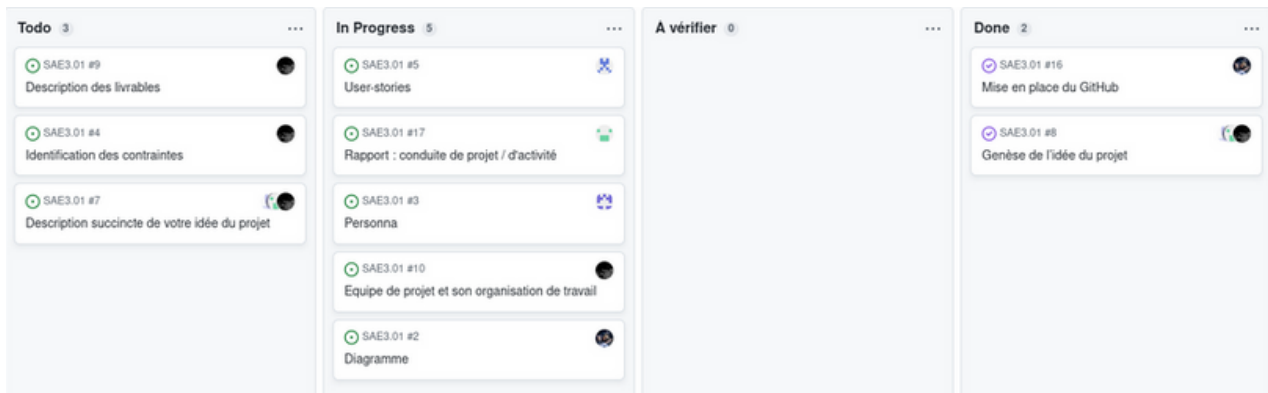 Todo 3 ...
SAE3.01 #9
Description des livrables
SAE3.01 #4
Identification des contraintes
SAE3.01 #7
Description succincte de votre idée du projet
In Progress 5 ...
SAE3.01 #5
User-stories
SAE3.01 #17
Rapport : conduite de projet / d'activité
SAE3.01 #3
Personna
SAE3.01 #10
Equipe de projet et son organisation de travail
SAE3.01 #2
Diagramme
A vérifier 0 ...
Done 2 ...
SAE3.01 #16
Mise en place du GitHub
SAE3.01 #8
Genèse de l'idée du projet